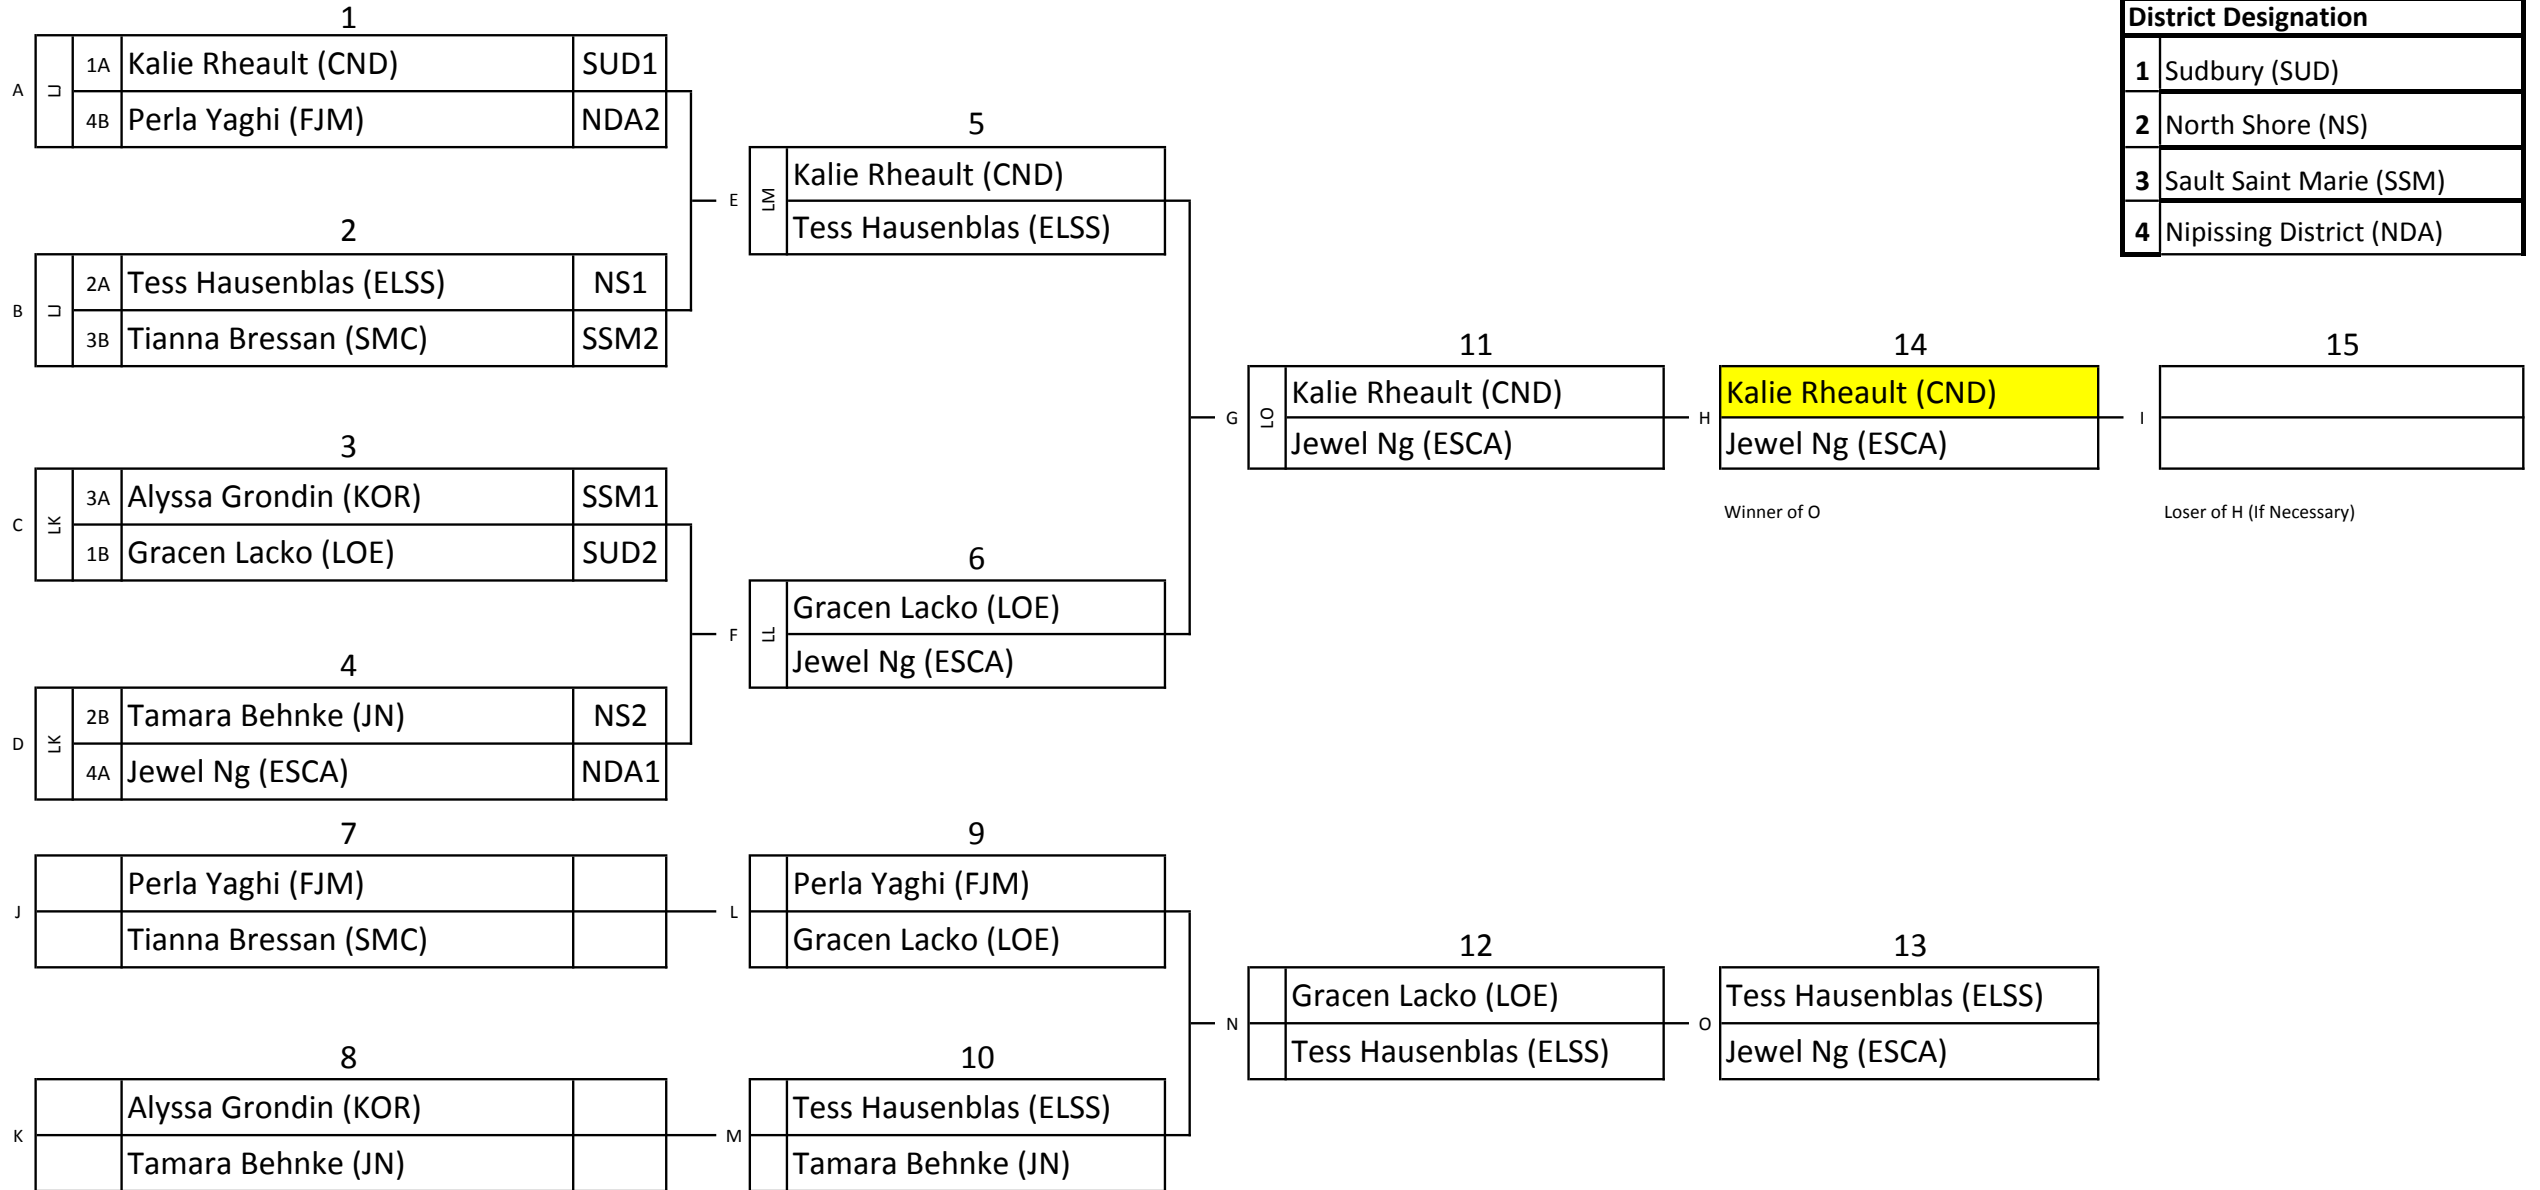 District Designation
1 Sudbury (SUD)
2 North Shore (NS)
3 Sault Saint Marie (SSM)
4 Nipissing District (NDA)
1
A LJ 1A Kalie Rheault (CND) SUD1
4B Perla Yaghi (FJM) NDA2
2
B LJ 2A Tess Hausenblas (ELSS) NS1
3B Tianna Bressan (SMC) SSM2
3
C LK 3A Alyssa Grondin (KOR) SSM1
1B Gracen Lacko (LOE) SUD2
4
D LK 2B Tamara Behnke (JN) NS2
4A Jewel Ng (ESCA) NDA1
5
E LM Kalie Rheault (CND)
Tess Hausenblas (ELSS)
6
F LL Gracen Lacko (LOE)
Jewel Ng (ESCA)
11
G LO Kalie Rheault (CND)
Jewel Ng (ESCA)
14
H Kalie Rheault (CND)
Jewel Ng (ESCA)
Winner of O
15
I
Loser of H (If Necessary)
7
J Perla Yaghi (FJM)
Tianna Bressan (SMC)
8
K Alyssa Grondin (KOR)
Tamara Behnke (JN)
9
L Perla Yaghi (FJM)
Gracen Lacko (LOE)
10
M Tess Hausenblas (ELSS)
Tamara Behnke (JN)
12
N Gracen Lacko (LOE)
Tess Hausenblas (ELSS)
13
O Tess Hausenblas (ELSS)
Jewel Ng (ESCA)